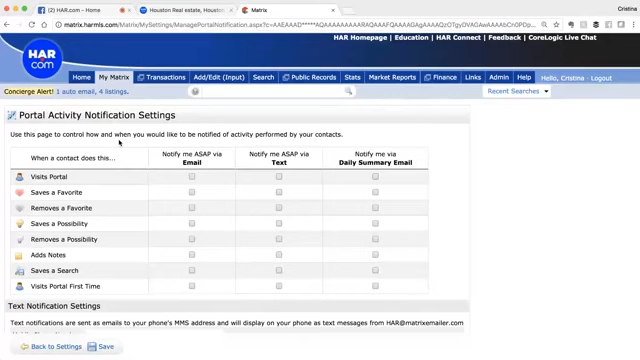 Cristina
(2) HAR.com
Houston Real estate, Houston
Matrix
matrix.harmls.com/Matrix/MySettings/ManagePortalNotification.aspx?
HAR Homepage | Education | HAR Connect | Feedback | CoreLogic Live Chat
HAR
com
Home
My Matrix
Transactions
Add/Edit (Input)
Search
Public Records
Stats
Market Reports
Finance
Links
Admin
Help
Hello, Cristina - Logout
Concierge Alert! 1 auto email, 4 listings.
Recent Searches
Portal Activity Notification Settings
Use this page to control how and when you would like to be notified of activity performed by your contacts.
When a contact does this...
Notify me ASAP via
Email
Notify me ASAP via
Text
Notify me via
Daily Summary Email
Visits Portal
Saves a Favorite
Removes a Favorite
Saves a Possibility
Removes a Possibility
Adds Notes
Saves a Search
Visits Portal First Time
Text Notification Settings
Text notifications are sent as emails to your phone's MMS address and will display on your phone as text messages from HAR@matrixemailer.com
Back to Settings
Save